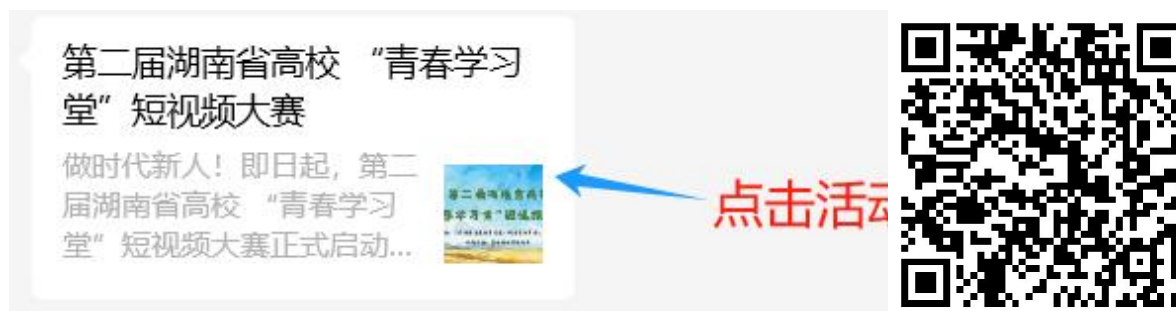 第二届湖南省高校 “青春学习
堂”短视频大赛
做时代新人！即日起，第二
届湖南省高校 “青春学习
堂”短视频大赛正式启动...
点击活动